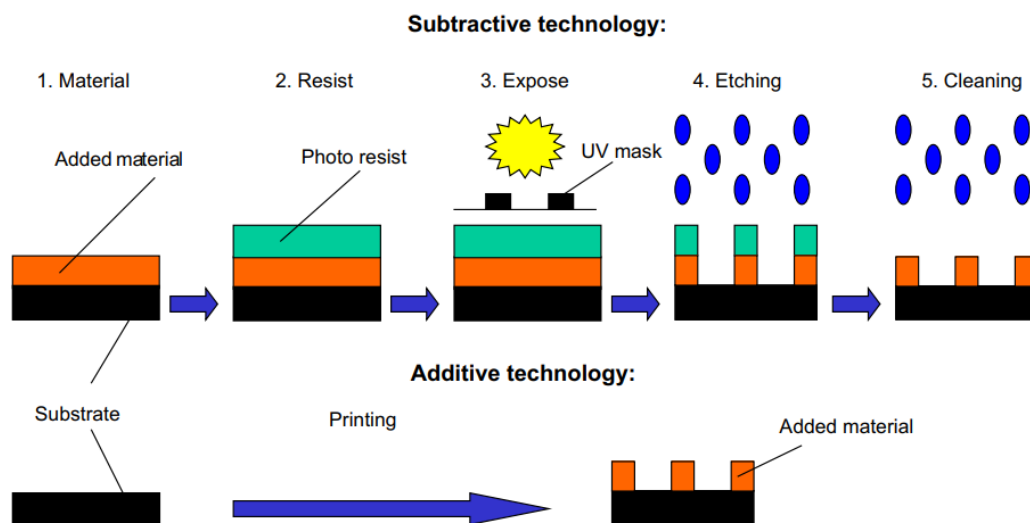 Subtractive technology:
1. Material
2. Resist
3. Expose
4. Etching
5. Cleaning
Added material
Photo resist
UV mask
Additive technology:
Substrate
Printing
Added material